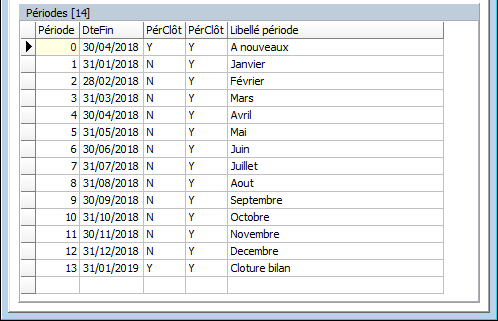 Périodes [14]
Période DteFin PérClôt PérClôt Libellé période
0 30/04/2018 Y Y A nouveaux
1 31/01/2018 N Y Janvier
2 28/02/2018 N Y Février
3 31/03/2018 N Y Mars
4 30/04/2018 N Y Avril
5 31/05/2018 N Y Mai
6 30/06/2018 N Y Juin
7 31/07/2018 N Y Juillet
8 31/08/2018 N Y Aout
9 30/09/2018 N Y Septembre
10 31/10/2018 N Y Octobre
11 30/11/2018 N Y Novembre
12 31/12/2018 N Y Decembre
13 31/01/2019 Y Y Cloture bilan